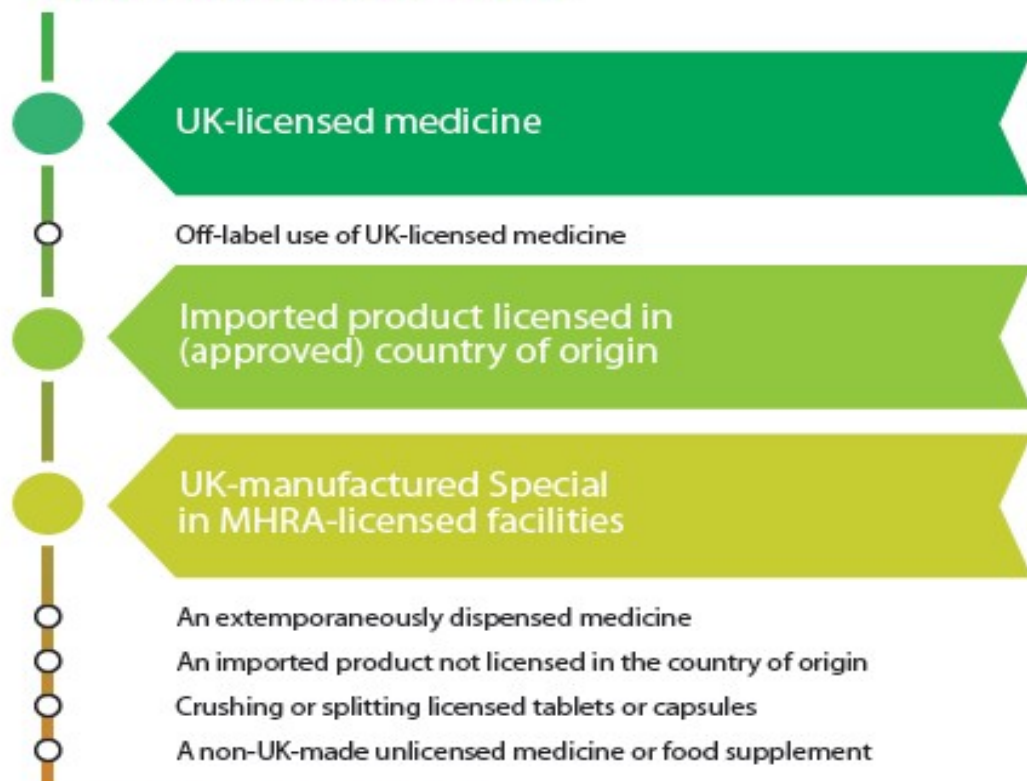 UK-licensed medicine
Off-label use of UK-licensed medicine
Imported product licensed in
(approved) country of origin
UK-manufactured Special
in MHRA-licensed facilities
An extemporaneously dispensed medicine
An imported product not licensed in the country of origin
Crushing or splitting licensed tablets or capsules
A non-UK-made unlicensed medicine or food supplement